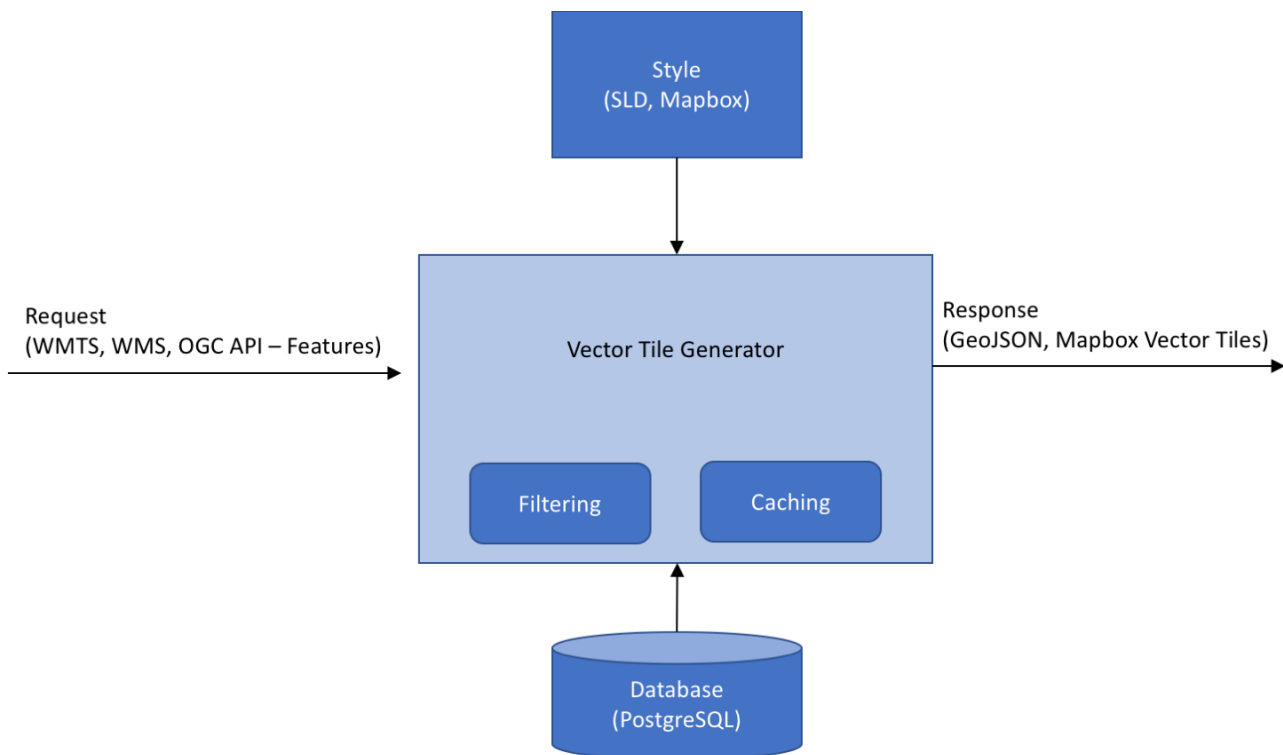 Style
(SLD, Mapbox)
Request
(WMTS, WMS, OGC API – Features)
Vector Tile Generator
Response
(GeoJSON, Mapbox Vector Tiles)
Filtering
Caching
Database
(PostgreSQL)